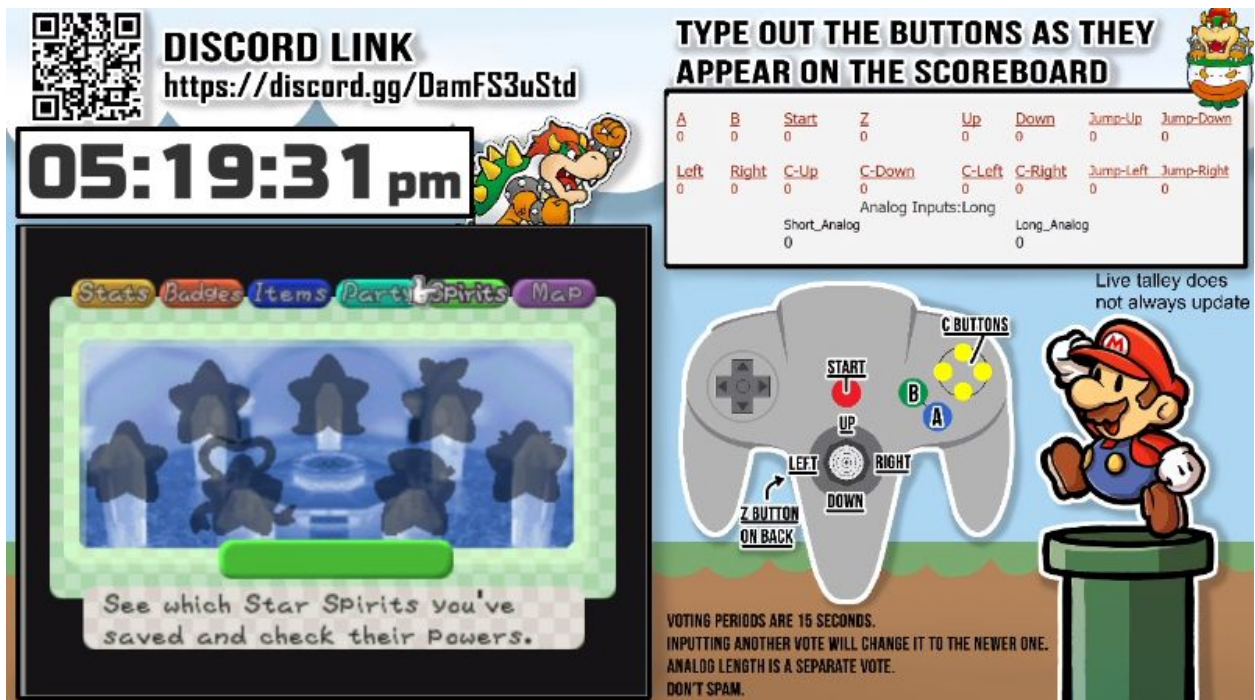 DISCORD LINK
https://discord.gg/DamFS3uStd
05:19:31 pm
Stats Badges Items Party Spirits Map
See which Star Spirits you've
saved and check their powers.
TYPE OUT THE BUTTONS AS THEY
APPEAR ON THE SCOREBOARD
A B Start Z Up Down Jump-Up Jump-Down
0 0 0 0 0 0 0 0
Left Right C-Up C-Down C-Left C-Right Jump-Left Jump-Right
0 0 0 0 0 0 0 0
Analog Inputs:Long
Short_Analog Long_Analog
0 0
Live talley does
not always update
C BUTTONS
START
B
A
UP
LEFT RIGHT
DOWN
Z BUTTON
ON BACK
M
VOTING PERIODS ARE 15 SECONDS.
INPUTTING ANOTHER VOTE WILL CHANGE IT TO THE NEWER ONE.
ANALOG LENGTH IS A SEPARATE VOTE.
DON'T SPAM.